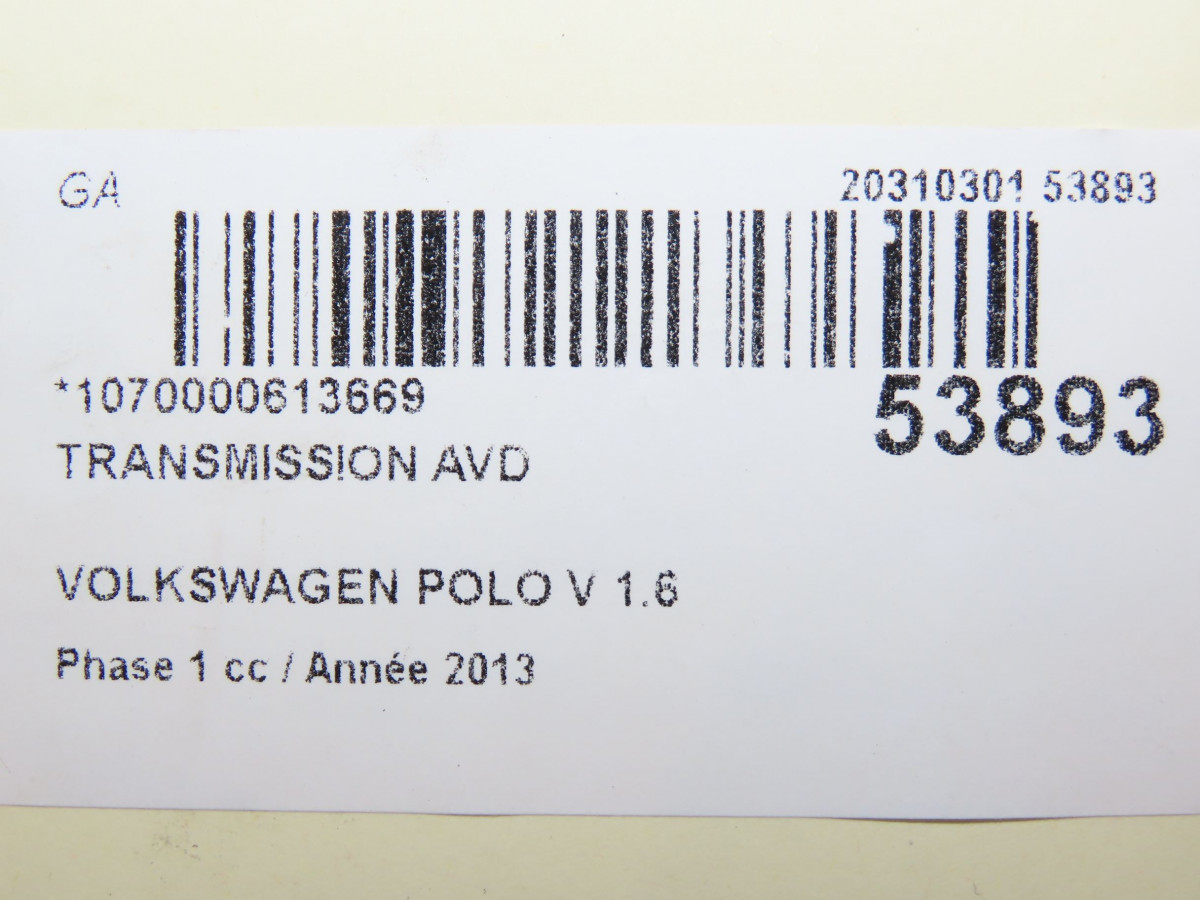 GA
20310301 53893
*1070000613669
53893
TRANSMISSION AVD
VOLKSWAGEN POLO V 1.6
Phase 1 cc / Année 2013